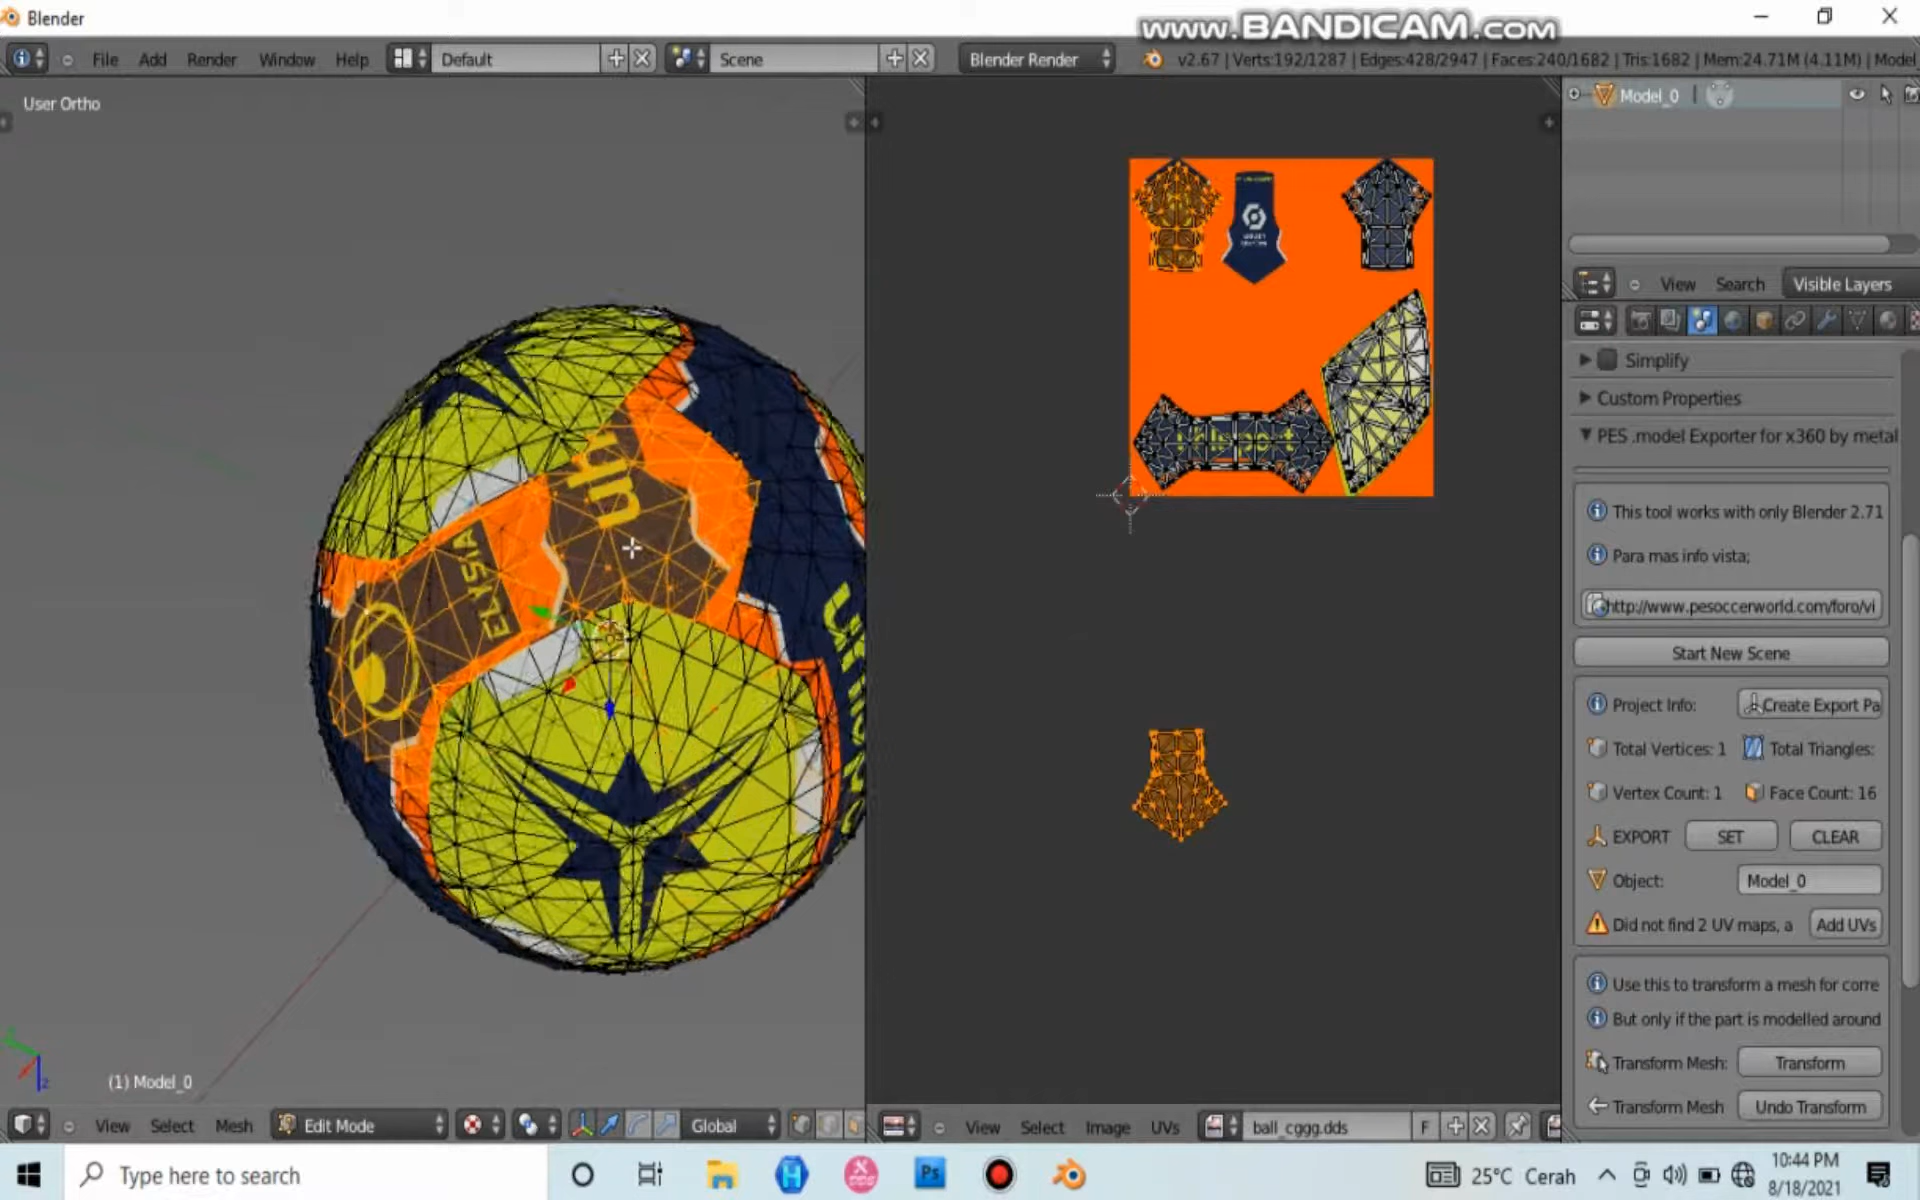 Blender
www.BANDICAM.com
File Add Render Window Help Default Scene Blender Render v2.67 | Verts:192/1287 | Edges:428/2947 | Faces:240/1682 | Tris:1682 | Mem:24.71M (4.11M) | Model_
User Ortho
Model_0
View Search Visible Layers
Simplify
Custom Properties
PES .model Exporter for x360 by metal
This tool works with only Blender 2.71
Para mas info vista;
http://www.pesoccerworld.com/foro/vi
Start New Scene
Project Info: Create Export Pa
Total Vertices: 1 Total Triangles:
Vertex Count: 1 Face Count: 16
EXPORT SET CLEAR
Object: Model_0
Did not find 2 UV maps, a Add UVs
Use this to transform a mesh for corre
But only if the part is modelled around
Transform Mesh: Transform
Transform Mesh Undo Transform
uh
ELYSIA
(1) Model_0
View Select Mesh Edit Mode Global View Select Image UVs ball_cggg.dds F
Type here to search
Ps
25°C Cerah
10:44 PM
8/18/2021